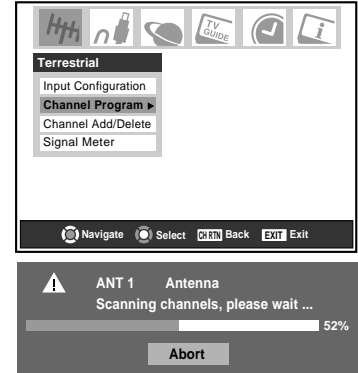 TV
GUIDE
i
Terrestrial
Input Configuration
Channel Program ▶
Channel Add/Delete
Signal Meter
Navigate Select CH RTN Back EXIT Exit
! ANT 1 Antenna
Scanning channels, please wait ...
52%
Abort